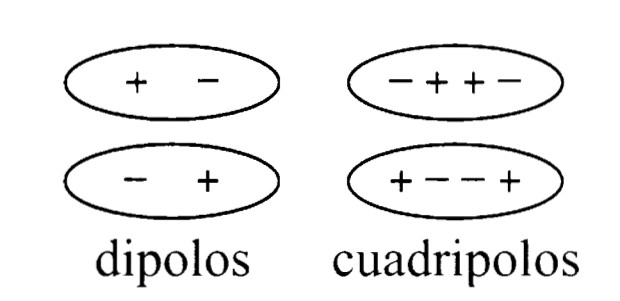 + − − + + −
− + + − − +
dipolos cuadripolos